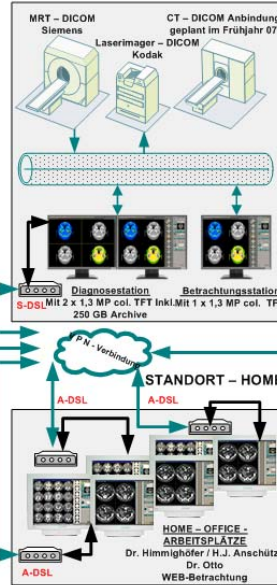 MRT – DICOM
Siemens
Laserimager – DICOM
Kodak
CT – DICOM Anbindung
geplant im Frühjahr 07
S-DSL
Diagnosestation
Mit 2 x 1,3 MP col. TFT Inkl.
250 GB Archive
Betrachtungsstation
Mit 1 x 1,3 MP col. TF
VPN - Verbindung
A-DSL
A-DSL
STANDORT – HOM
HOME – OFFICE -
ARBEITSPLÄTZE
Dr. Himmighöfer / H.J. Anschütz
Dr. Otto
WEB-Betrachtung
A-DSL